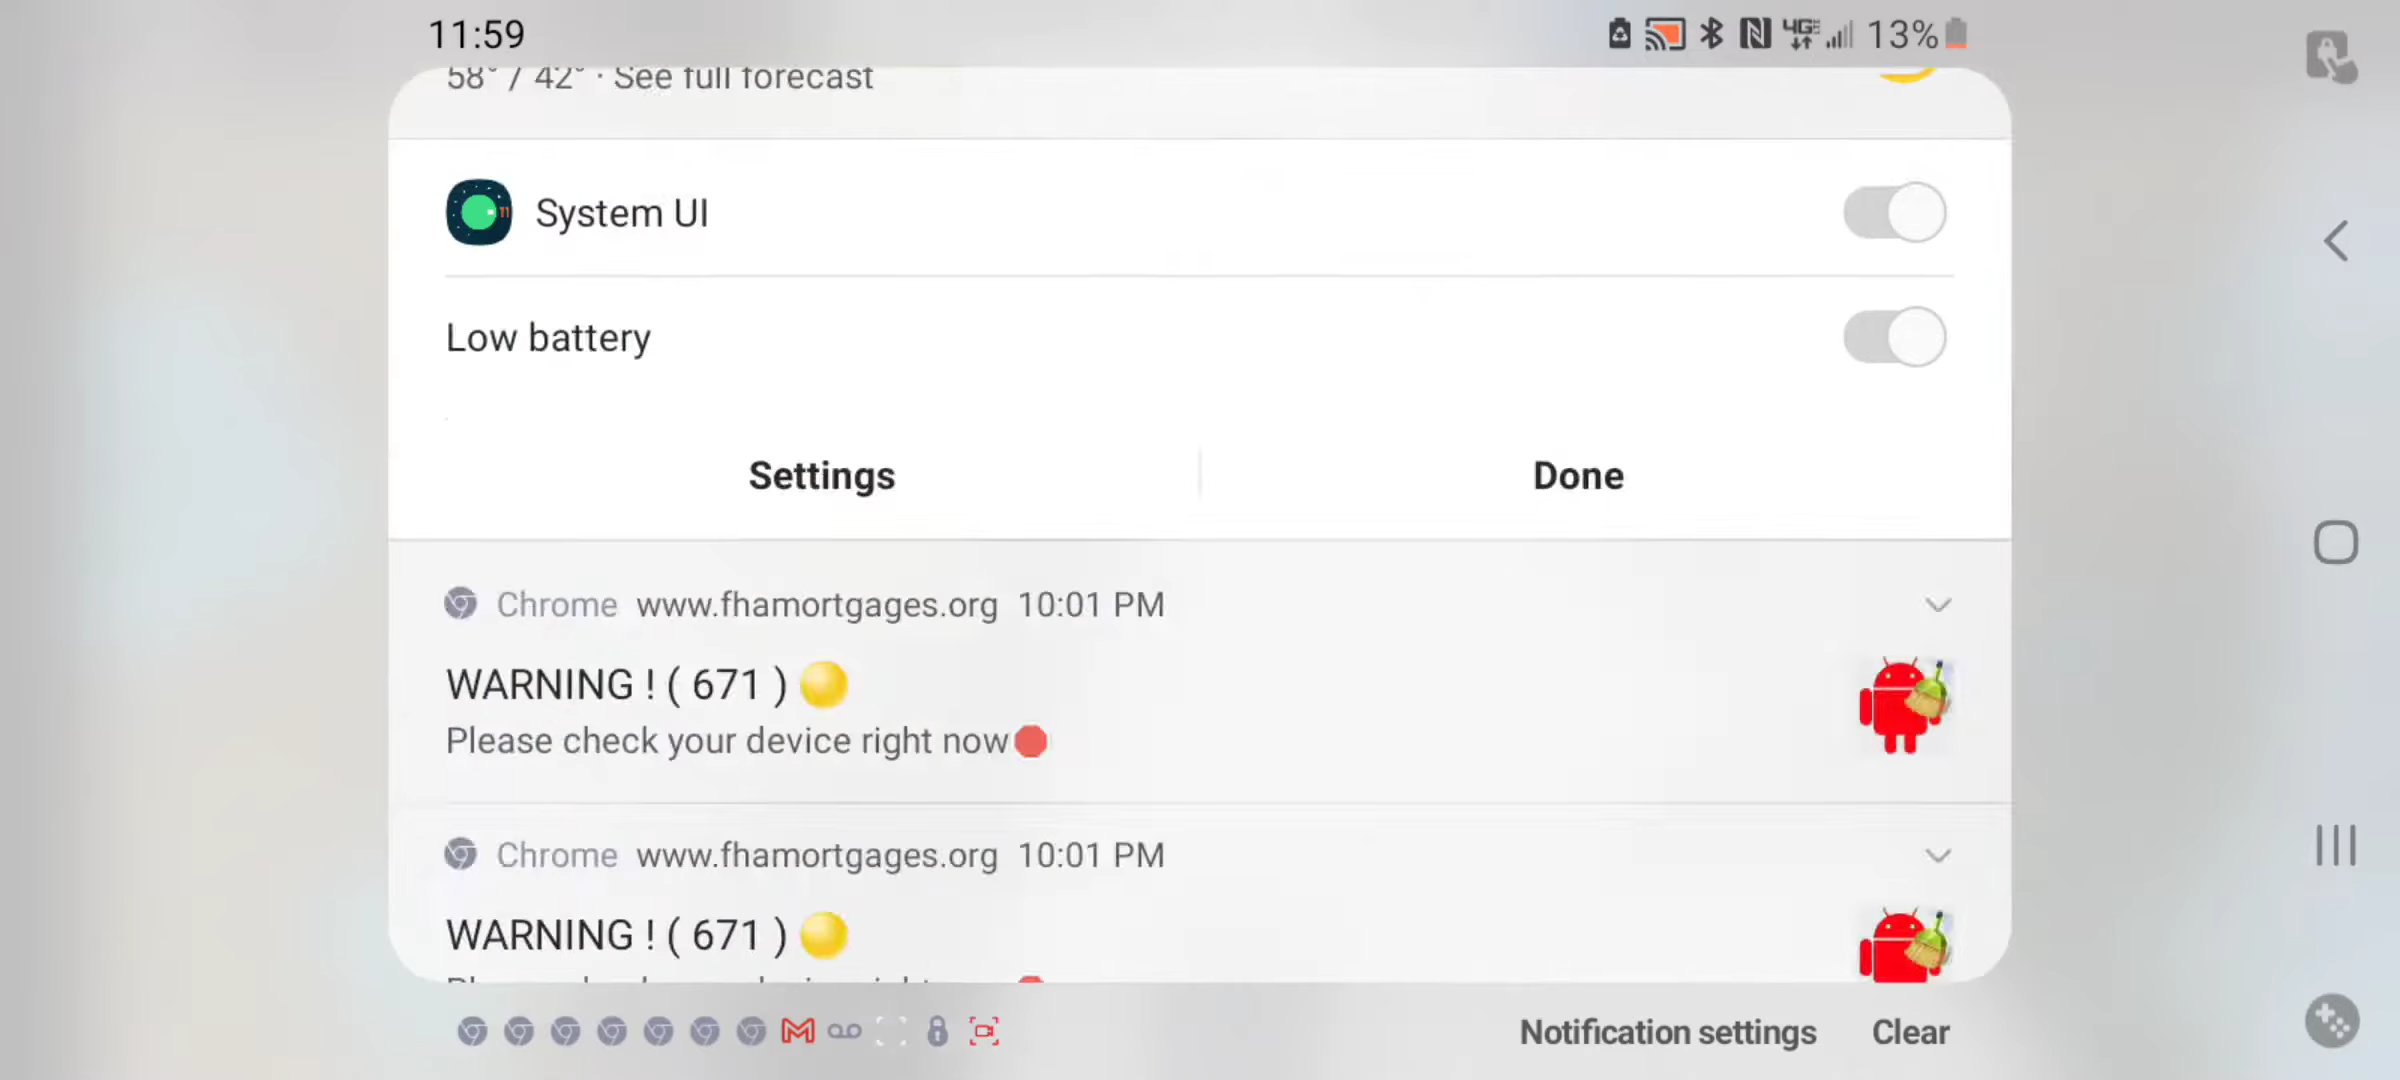 11:59
4GE 13%
58° / 42° · See full forecast
System UI
Low battery
Settings
Done
Chrome www.fhamortgages.org 10:01 PM
WARNING ! ( 671 )
Please check your device right now
Chrome www.fhamortgages.org 10:01 PM
WARNING ! ( 671 )
Notification settings
Clear